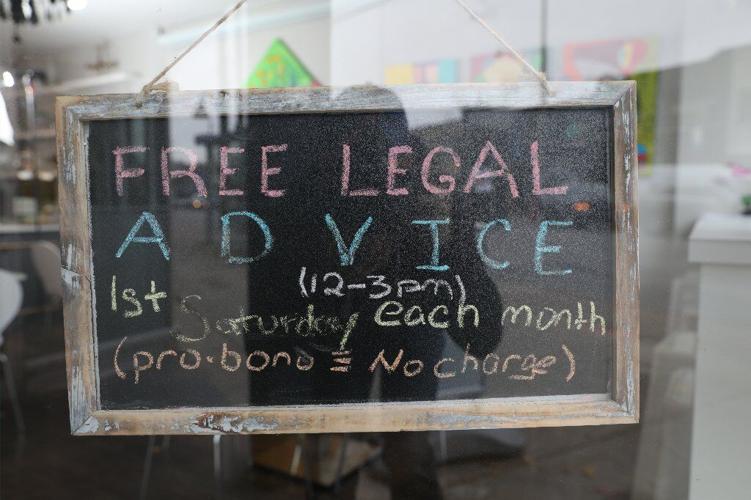 FREE LEGAL
ADVICE
(12-3pm)
1st Saturday each month
(pro•bono = No charge)